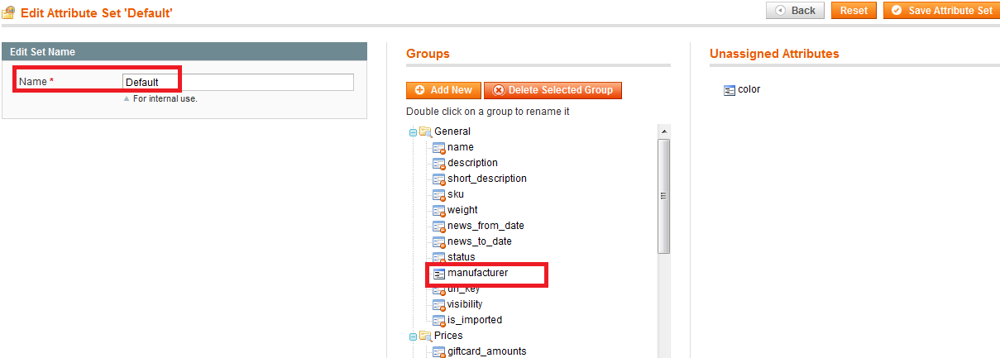 Edit Attribute Set 'Default'
Back
Reset
Save Attribute Set
Edit Set Name
Name *
Default
For internal use.
Groups
Add New
Delete Selected Group
Double click on a group to rename it
General
name
description
short_description
sku
weight
news_from_date
news_to_date
status
manufacturer
url_key
visibility
is_imported
Prices
giftcard_amounts
Unassigned Attributes
color